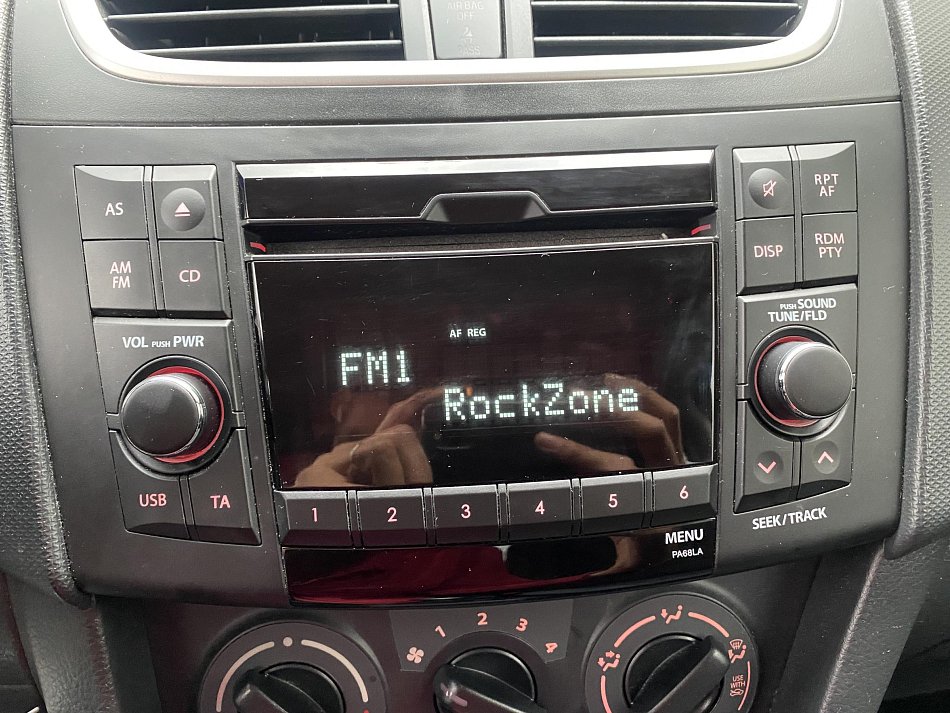 AIR BAG
OFF
PASS
AS
AM
FM
CD
VOL PUSH PWR
USB
TA
AF REG
FM1
RockZone
1 2 3 4 5 6
MENU
PA68LA
RPT
AF
DISP
RDM
PTY
PUSH SOUND
TUNE/FLD
SEEK/TRACK
1 2 3 4
USE
WITH